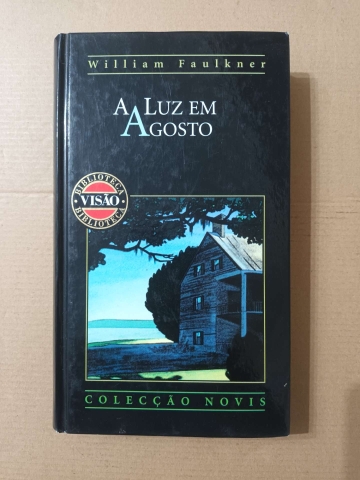 William Faulkner
A LUZ EM
AGOSTO
BIBLIOTECA
VISÃO
BIBLIOTECA
COLECÇÃO NOVIS